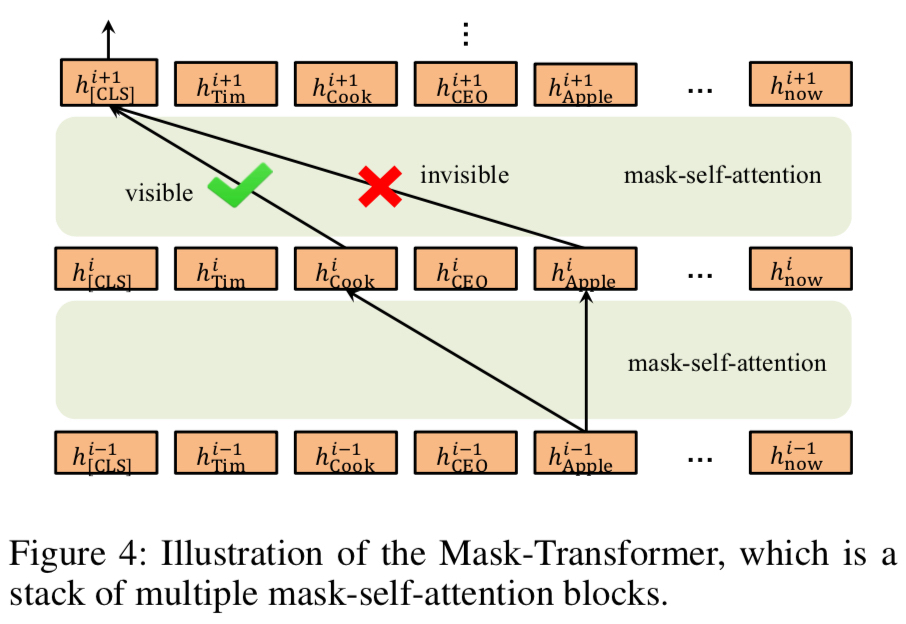 ⋮
h^{i+1}_{[CLS]} h^{i+1}_{Tim} h^{i+1}_{Cook} h^{i+1}_{CEO} h^{i+1}_{Apple} ... h^{i+1}_{now}
visible invisible mask-self-attention
h^{i}_{[CLS]} h^{i}_{Tim} h^{i}_{Cook} h^{i}_{CEO} h^{i}_{Apple} ... h^{i}_{now}
mask-self-attention
h^{i-1}_{[CLS]} h^{i-1}_{Tim} h^{i-1}_{Cook} h^{i-1}_{CEO} h^{i-1}_{Apple} ... h^{i-1}_{now}
Figure 4: Illustration of the Mask-Transformer, which is a
stack of multiple mask-self-attention blocks.